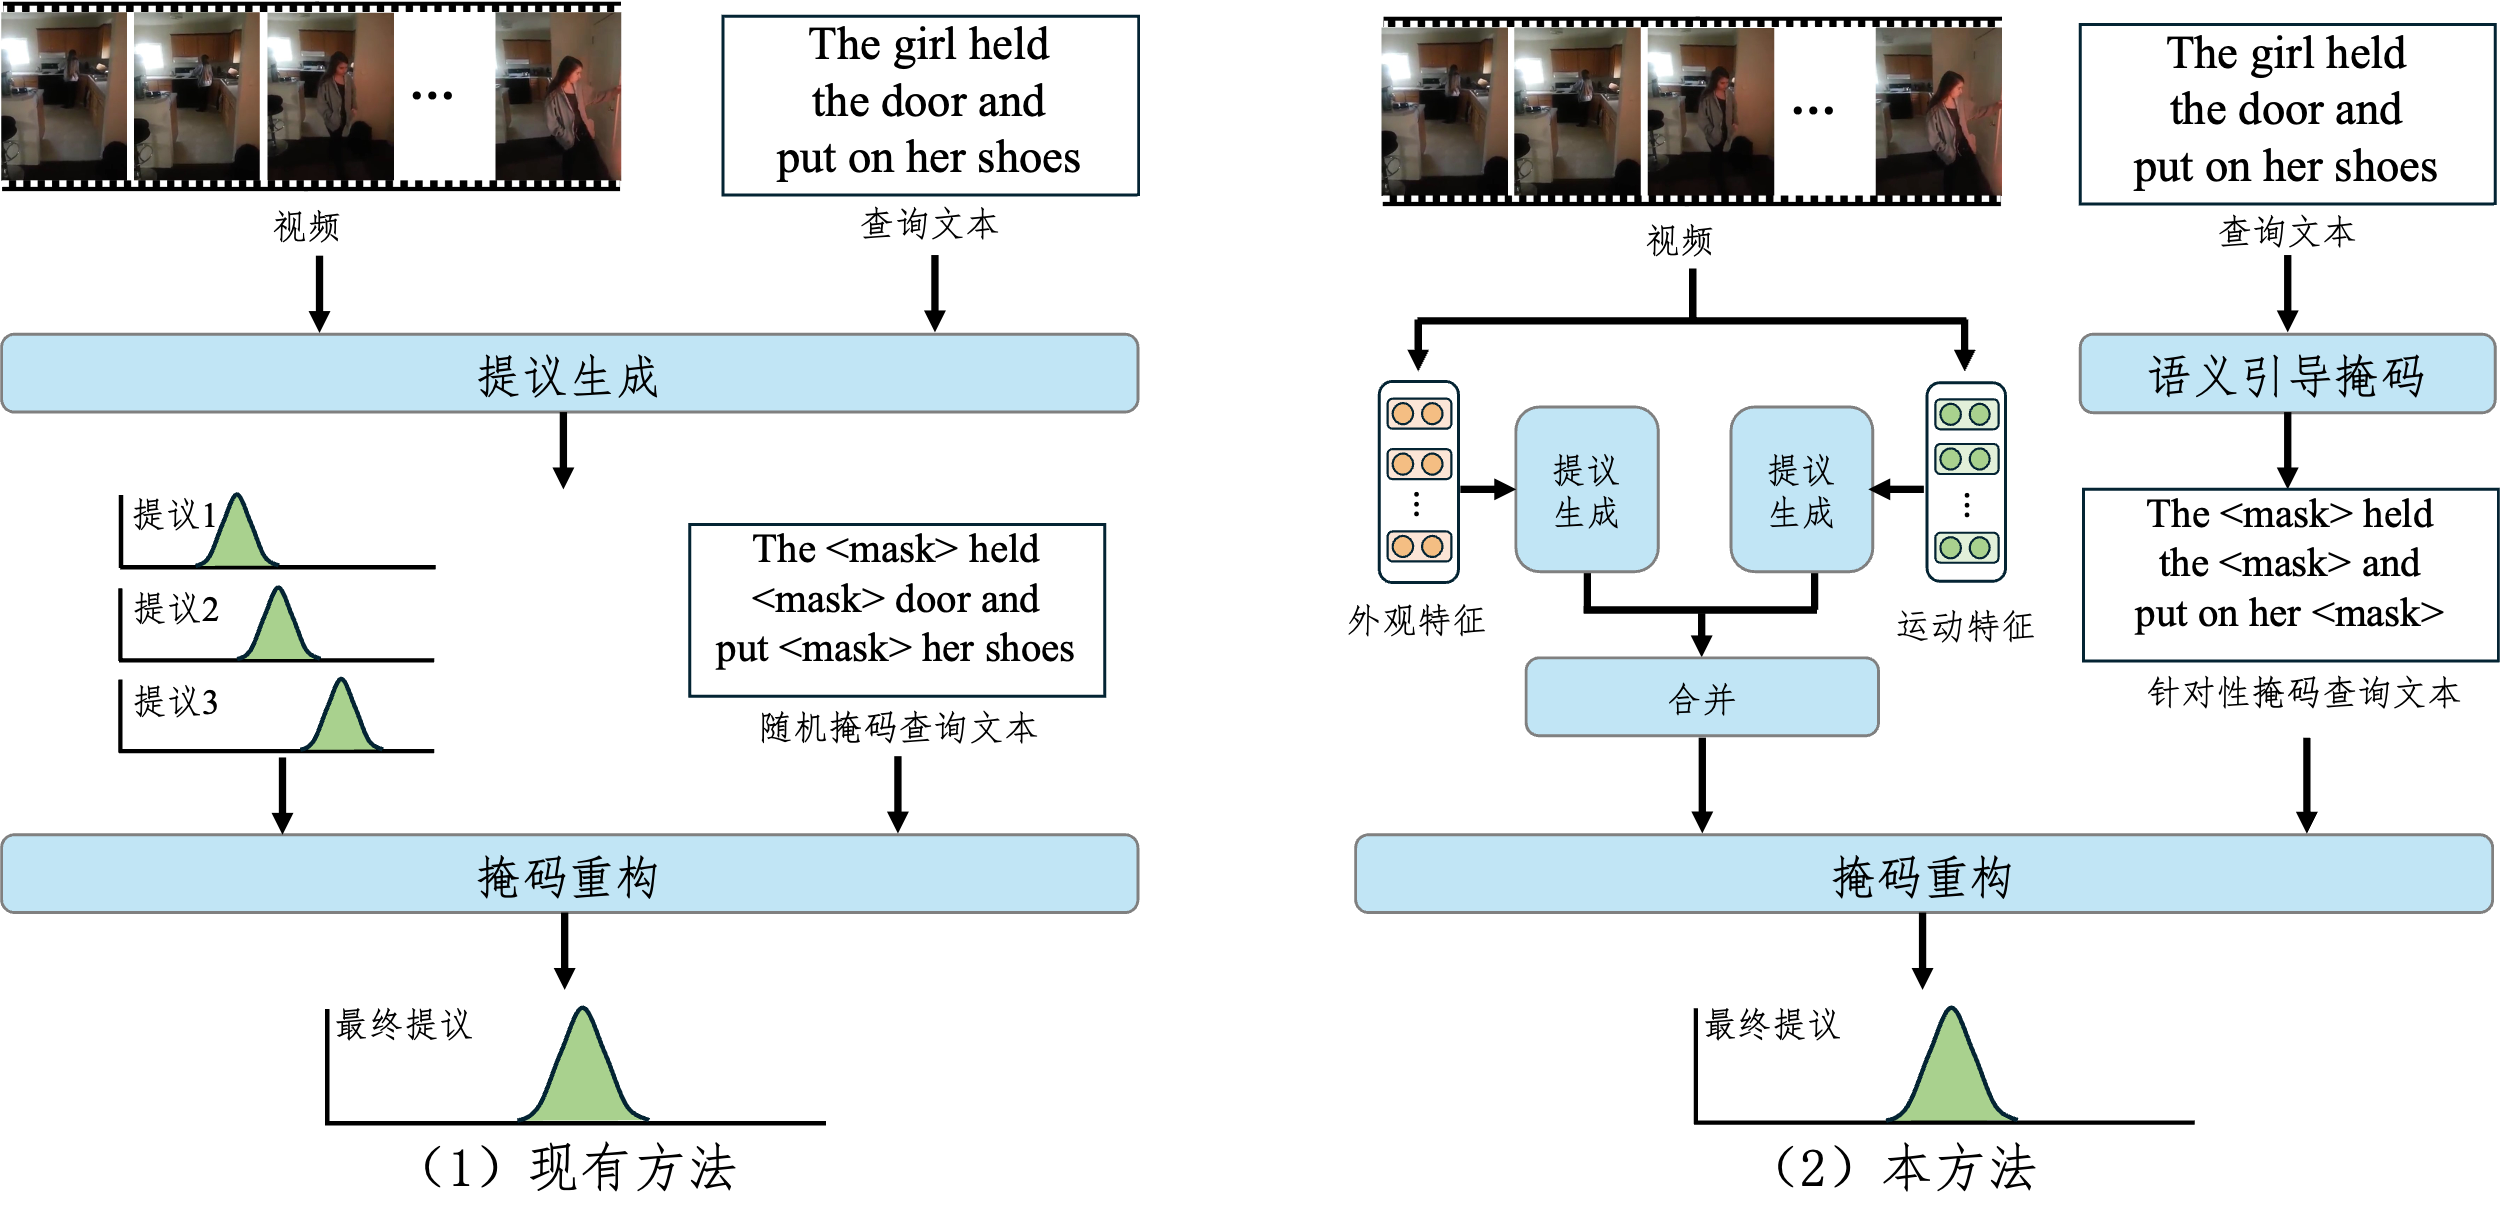 The girl held
the door and
put on her shoes
视频
查询文本
提议生成
提议1
提议2
提议3
The <mask> held
<mask> door and
put <mask> her shoes
随机掩码查询文本
掩码重构
最终提议
（1）现有方法
The girl held
the door and
put on her shoes
视频
查询文本
语义引导掩码
提议
生成
提议
生成
外观特征
运动特征
The <mask> held
the <mask> and
put on her <mask>
针对性掩码查询文本
合并
掩码重构
最终提议
（2）本方法